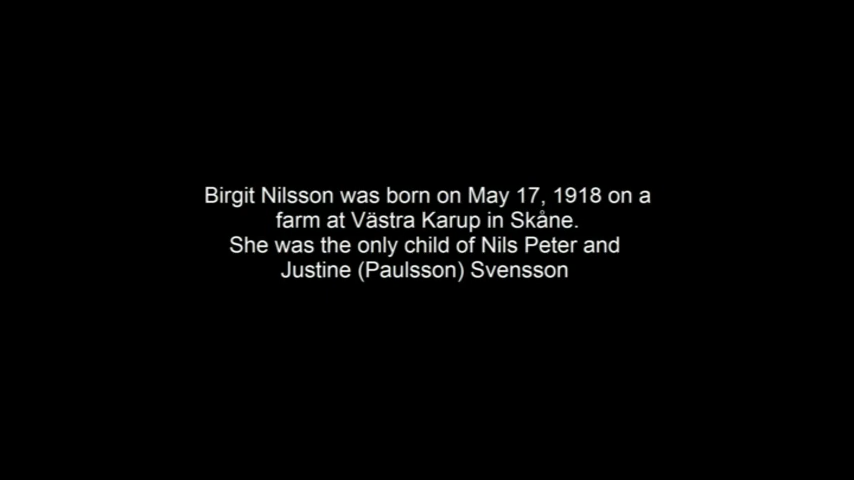 Birgit Nilsson was born on May 17, 1918 on a
farm at Västra Karup in Skåne.
She was the only child of Nils Peter and
Justine (Paulsson) Svensson